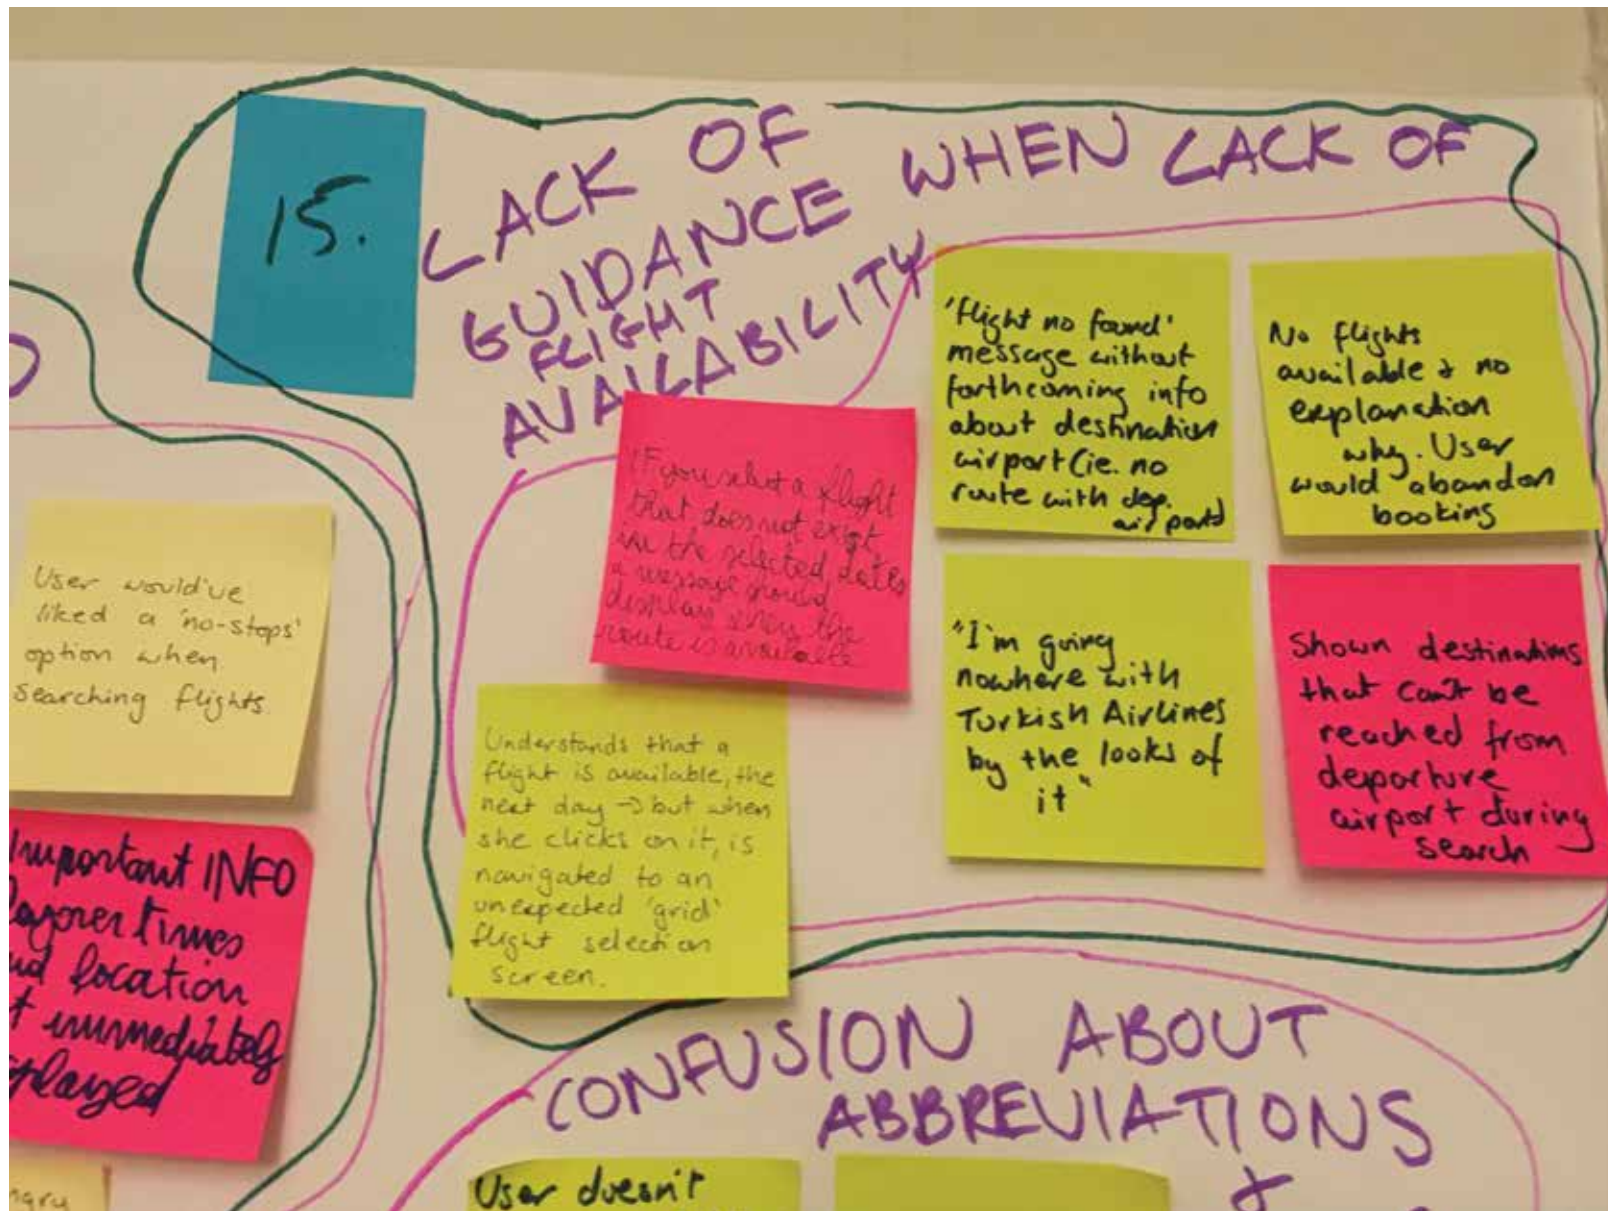 15.
LACK OF
GUIDANCE WHEN LACK OF
FLIGHT
AVAILABILITY
'flight no found'
message without
forthcoming info
about destination
airport (ie. no
route with dep.
airport)
No flights
available & no
explanation
why. User
would abandon
booking
IF you select a flight
that does not exist
in the selected dates
a message should
display when the
route is available
"I'm going
nowhere with
Turkish Airlines
by the looks of
it"
Shown destinations
that can't be
reached from
departure
airport during
search
Understands that a
flight is available, the
next day → but when
she clicks on it, is
navigated to an
unexpected 'grid'
flight selection
screen.
User would've
liked a 'no-stops'
option when
searching flights.
Important INFO
layover times
location
immediately
CONFUSION ABOUT
ABBREVIATIONS
&
User doesn't